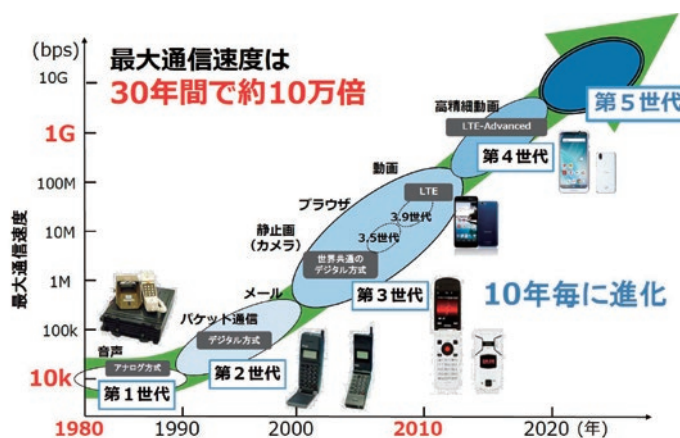 (bps)
最大通信速度は
30年間で約10万倍
10G
1G
100M
10M
1M
100k
10k
最大通信速度
高精細動画
LTE-Advanced
第5世代
第4世代
動画
LTE
ブラウザ
3.9世代
3.5世代
静止画
(カメラ)
世界共通の
デジタル方式
第3世代
10年毎に進化
メール
パケット通信
デジタル方式
第2世代
音声
アナログ方式
第1世代
1980
1990
2000
2010
2020
(年)